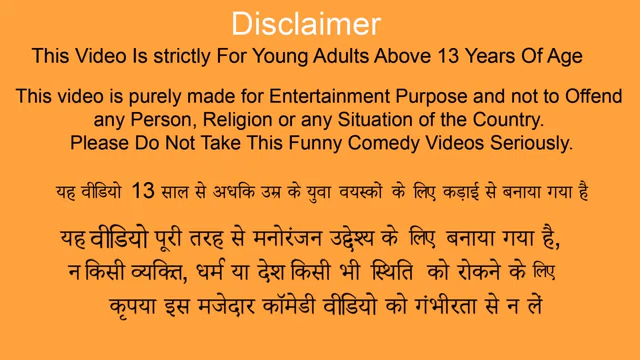 Disclaimer
This Video Is strictly For Young Adults Above 13 Years Of Age
This video is purely made for Entertainment Purpose and not to Offend
any Person, Religion or any Situation of the Country.
Please Do Not Take This Funny Comedy Videos Seriously.
यह वीडियो 13 साल से अधकि उम्र के युवा वयस्कों के लिए कड़ाई से बनाया गया है
यह वीडियो पूरी तरह से मनोरंजन उद्देश्य के लिए बनाया गया है,
न किसी व्यक्ति, धर्म या देश किसी भी स्थिति को रोकने के लिए
कृपया इस मजेदार कॉमेडी वीडियो को गंभीरता से न लें